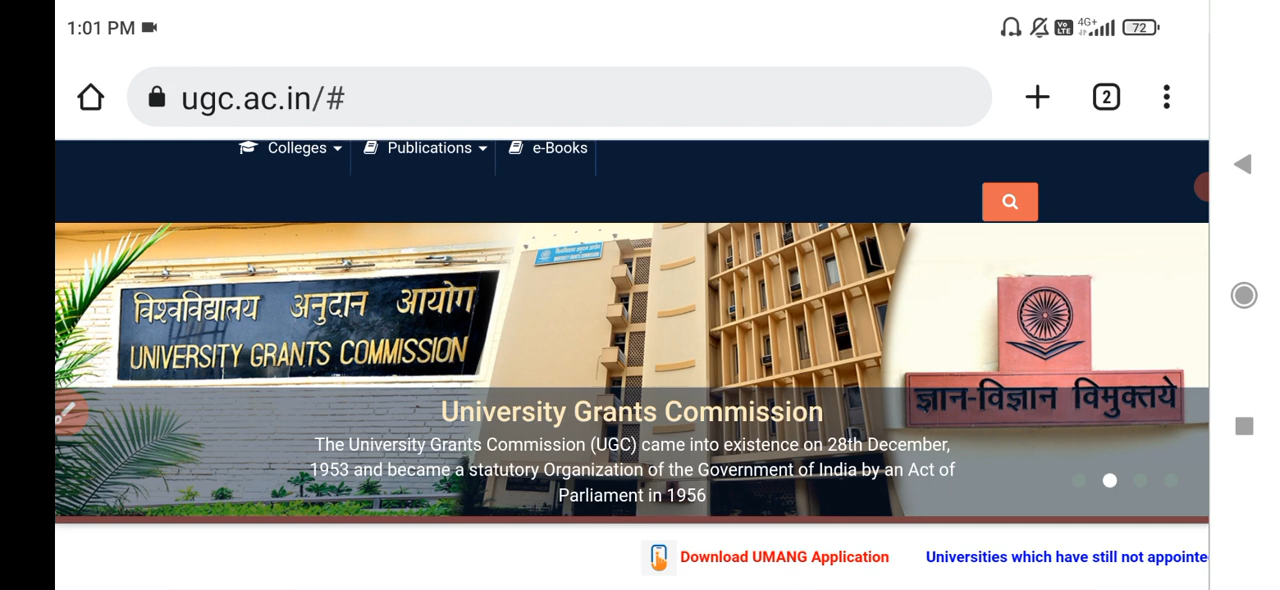 1:01 PM
Vo LTE 4G+ 72
ugc.ac.in/#
2
Colleges Publications e-Books
विश्वविद्यालय अनुदान आयोग
UNIVERSITY GRANTS COMMISSION
ज्ञान-विज्ञान विमुक्तये
University Grants Commission
The University Grants Commission (UGC) came into existence on 28th December,
1953 and became a statutory Organization of the Government of India by an Act of
Parliament in 1956
Download UMANG Application Universities which have still not appointe